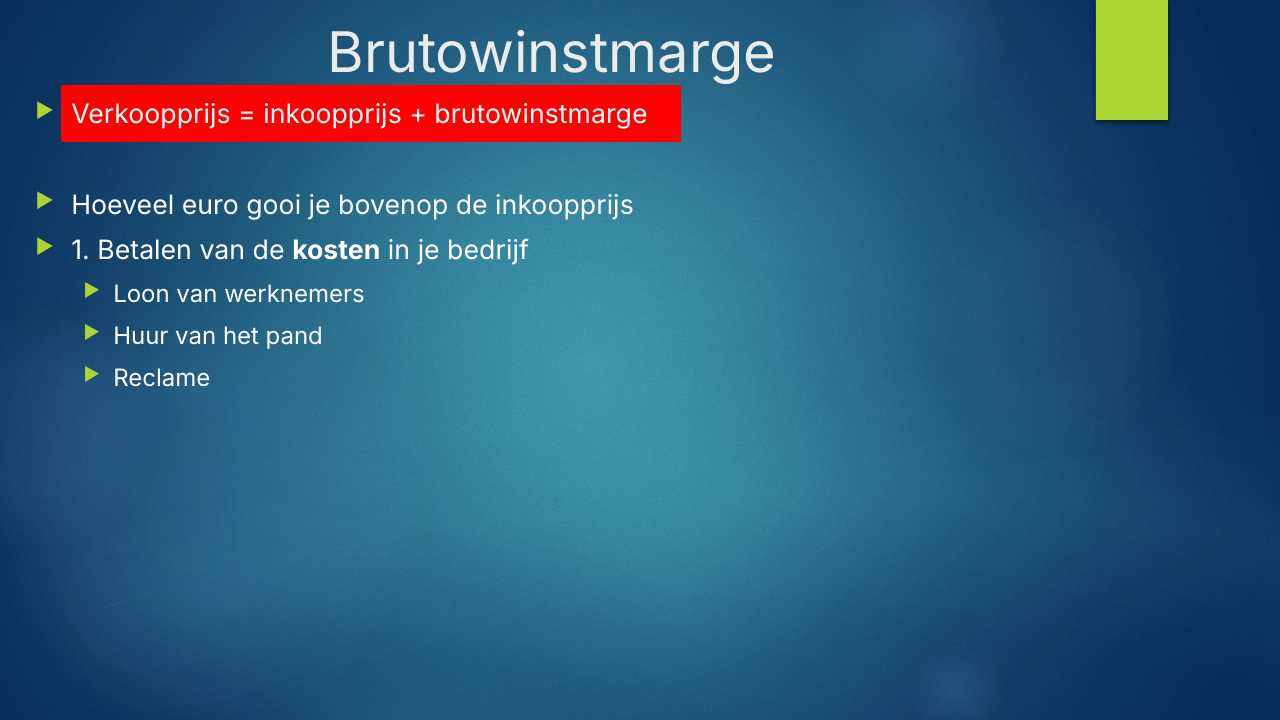 Brutowinstmarge
Verkoopprijs = inkoopprijs + brutowinstmarge
Hoeveel euro gooi je bovenop de inkoopprijs
1. Betalen van de kosten in je bedrijf
Loon van werknemers
Huur van het pand
Reclame